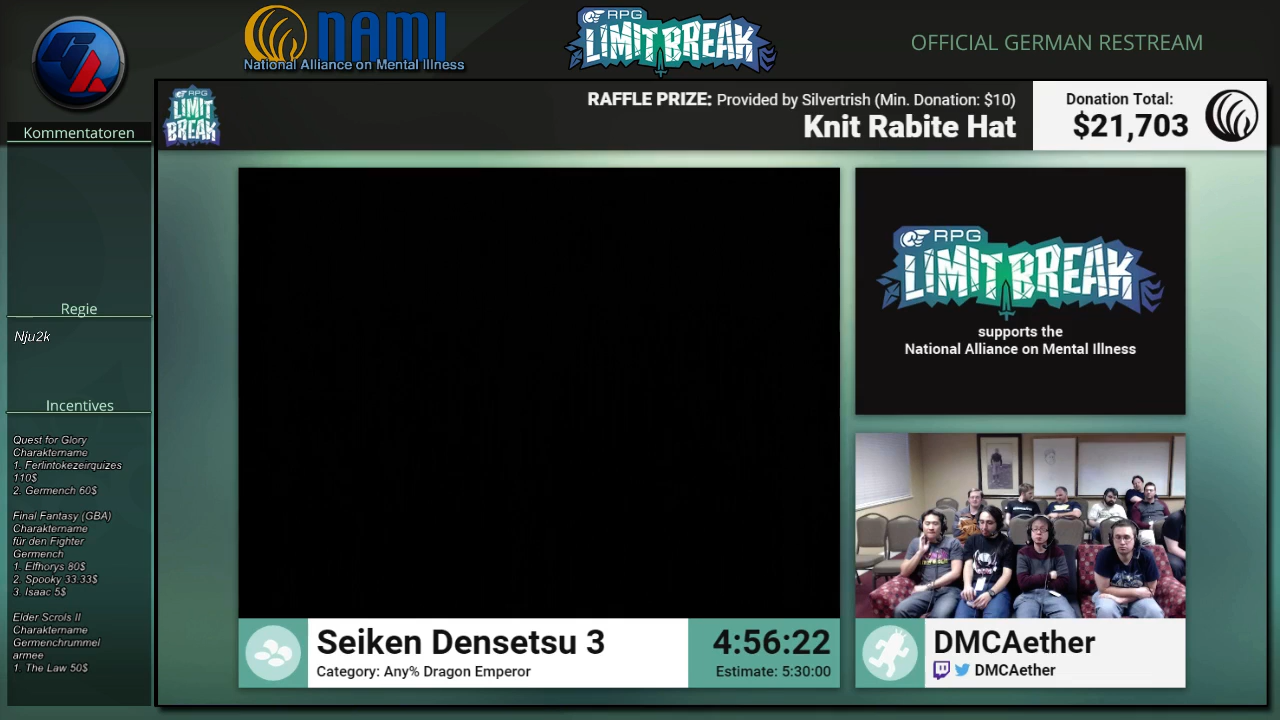 NAMI
National Alliance on Mental Illness
RPG
LIMIT BREAK
OFFICIAL GERMAN RESTREAM
Kommentatoren
Regie
Nju2k
Incentives
Quest for Glory
Charaktername
1. Ferlintokezeirquizes
110$
2. Germench 60$
Final Fantasy (GBA)
Charaktername
für den Fighter
Germench
1. Elfhorys 80$
2. Spooky 33.33$
3. Isaac 5$
Elder Scrols II
Charaktername
Germenchrummel
armee
1. The Law 50$
RPG
LIMIT
BREAK
RAFFLE PRIZE: Provided by Silvertrish (Min. Donation: $10)
Knit Rabite Hat
Donation Total:
$21,703
RPG
LIMIT BREAK
supports the
National Alliance on Mental Illness
Seiken Densetsu 3
Category: Any% Dragon Emperor
4:56:22
Estimate: 5:30:00
DMCAether
DMCAether